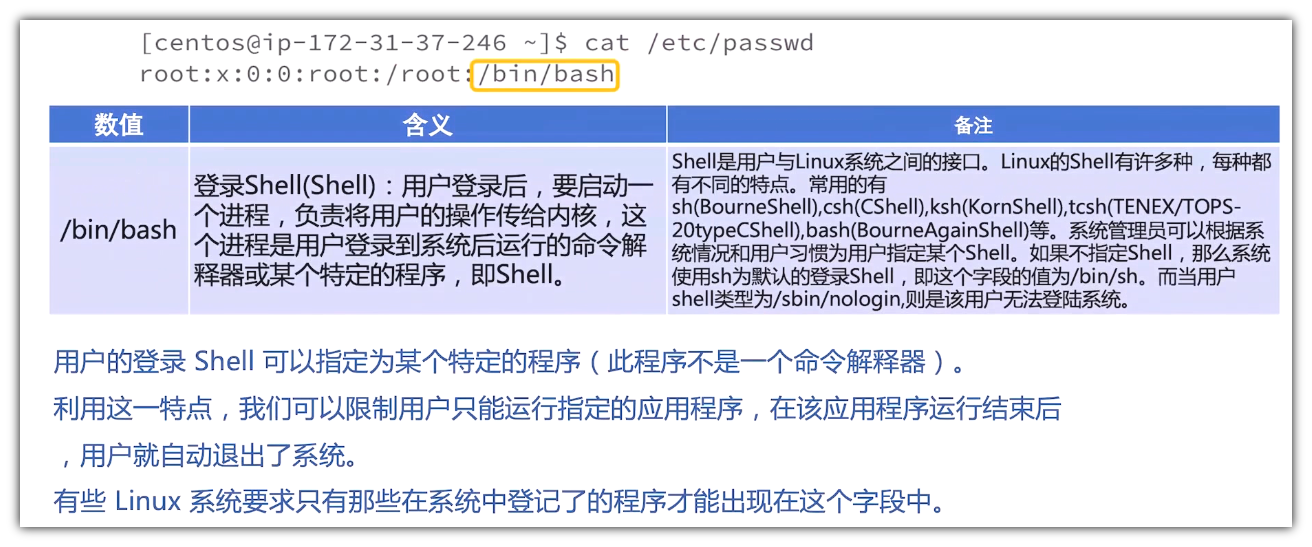 [centos@ip-172-31-37-246 ~]$ cat /etc/passwd
root:x:0:0:root:/root:/bin/bash
数值 含义 备注
/bin/bash
登录Shell(Shell)：用户登录后，要启动一
个进程，负责将用户的操作传给内核，这
个进程是用户登录到系统后运行的命令解
释器或某个特定的程序，即Shell。
Shell是用户与Linux系统之间的接口。Linux的Shell有许多种，每种都
有不同的特点。常用的有
sh(BourneShell),csh(CShell),ksh(KornShell),tcsh(TENEX/TOPS-
20typeCShell),bash(BourneAgainShell)等。系统管理员可以根据系
统情况和用户习惯为用户指定某个Shell。如果不指定Shell，那么系统
使用sh为默认的登录Shell，即这个字段的值为/bin/sh。而当用户
shell类型为/sbin/nologin,则是该用户无法登陆系统。
用户的登录 Shell 可以指定为某个特定的程序（此程序不是一个命令解释器）。
利用这一特点，我们可以限制用户只能运行指定的应用程序，在该应用程序运行结束后
，用户就自动退出了系统。
有些 Linux 系统要求只有那些在系统中登记了的程序才能出现在这个字段中。